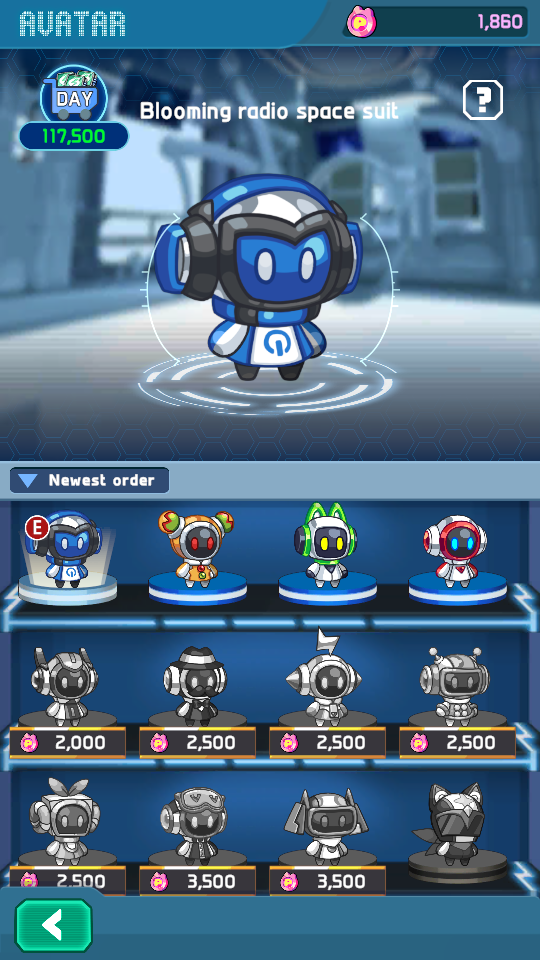 AVATAR
1,860
DAY
117,500
Blooming radio space suit
?
Newest order
E
2,000
2,500
2,500
2,500
2,500
3,500
3,500